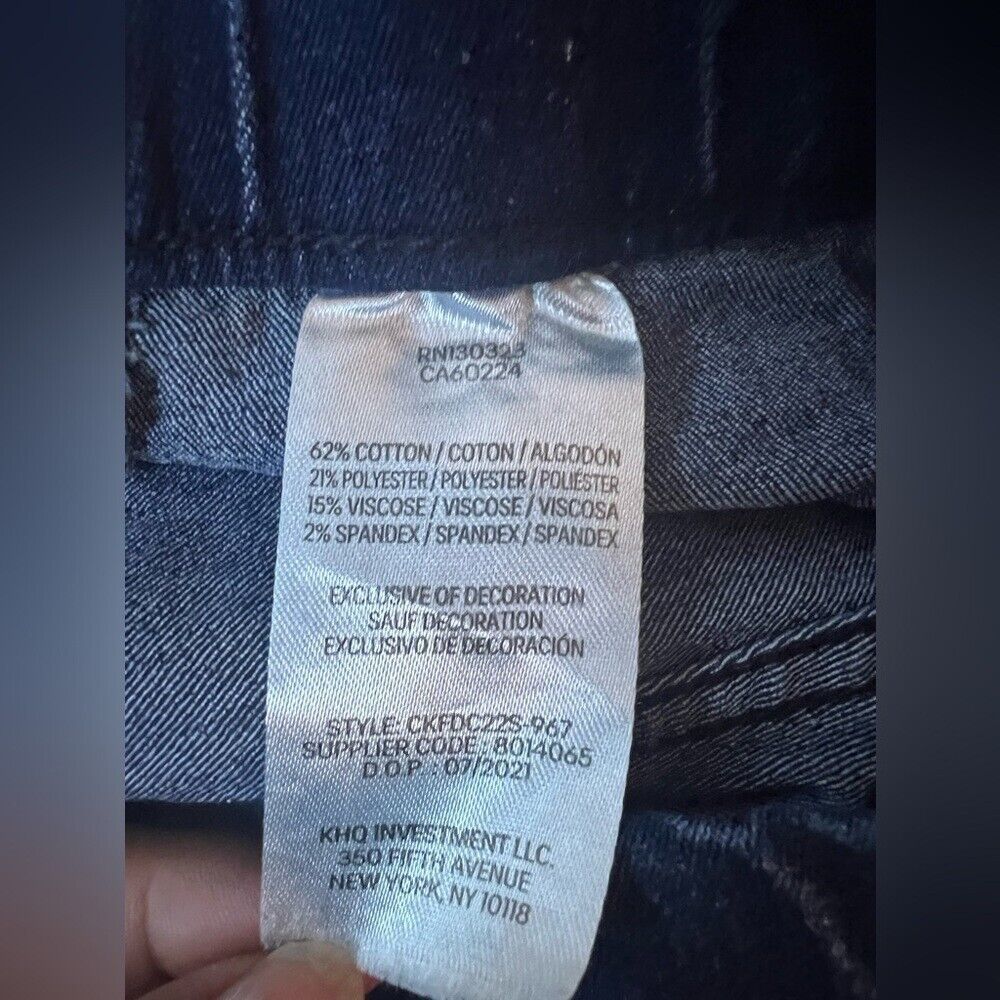 RN130323
CA60224
62% COTTON / COTON / ALGODÓN
21% POLYESTER / POLYESTER / POLIESTER
15% VISCOSE / VISCOSE / VISCOSA
2% SPANDEX / SPANDEX / SPANDEX
EXCLUSIVE OF DECORATION
SAUF DECORATION
EXCLUSIVO DE DECORACIÓN
STYLE: CKFDC22S-967
SUPPLIER CODE : 8014065
D.O.P. : 07/2021
KHQ INVESTMENT LLC.
350 FIFTH AVENUE
NEW YORK, NY 10118